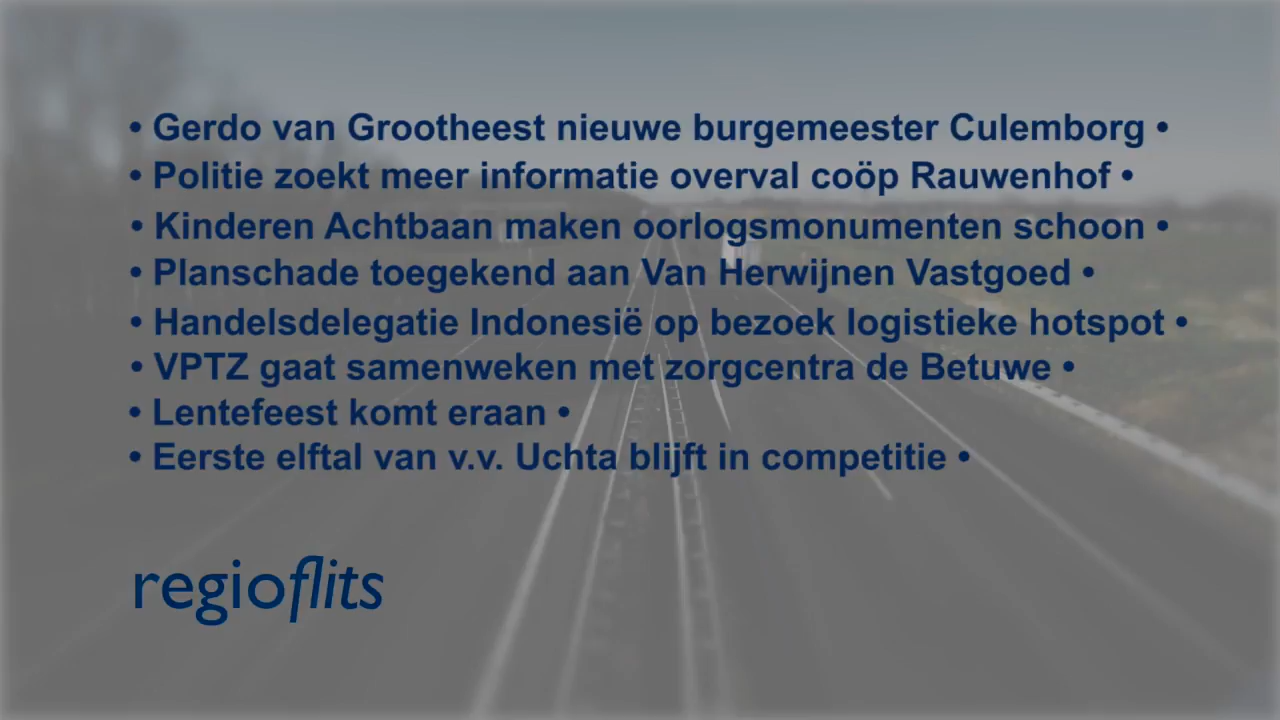 • Gerdo van Grootheest nieuwe burgemeester Culemborg •
• Politie zoekt meer informatie overval coöp Rauwenhof •
• Kinderen Achtbaan maken oorlogsmonumenten schoon •
• Planschade toegekend aan Van Herwijnen Vastgoed •
• Handelsdelegatie Indonesië op bezoek logistieke hotspot •
• VPTZ gaat samenweken met zorgcentra de Betuwe •
• Lentefeest komt eraan •
• Eerste elftal van v.v. Uchta blijft in competitie •
regioflits